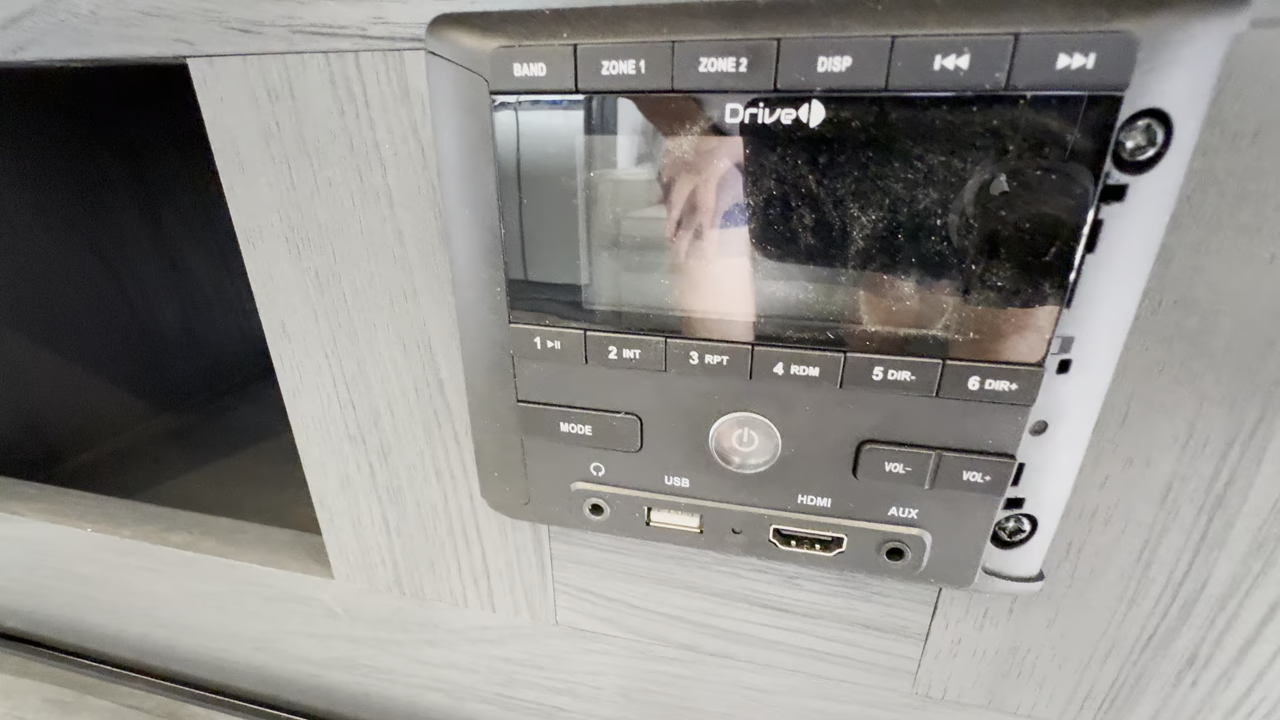 BAND ZONE 1 ZONE 2 DISP
Drive
1 2 INT 3 RPT 4 RDM 5 DIR- 6 DIR+
MODE
VOL- VOL+
USB HDMI AUX